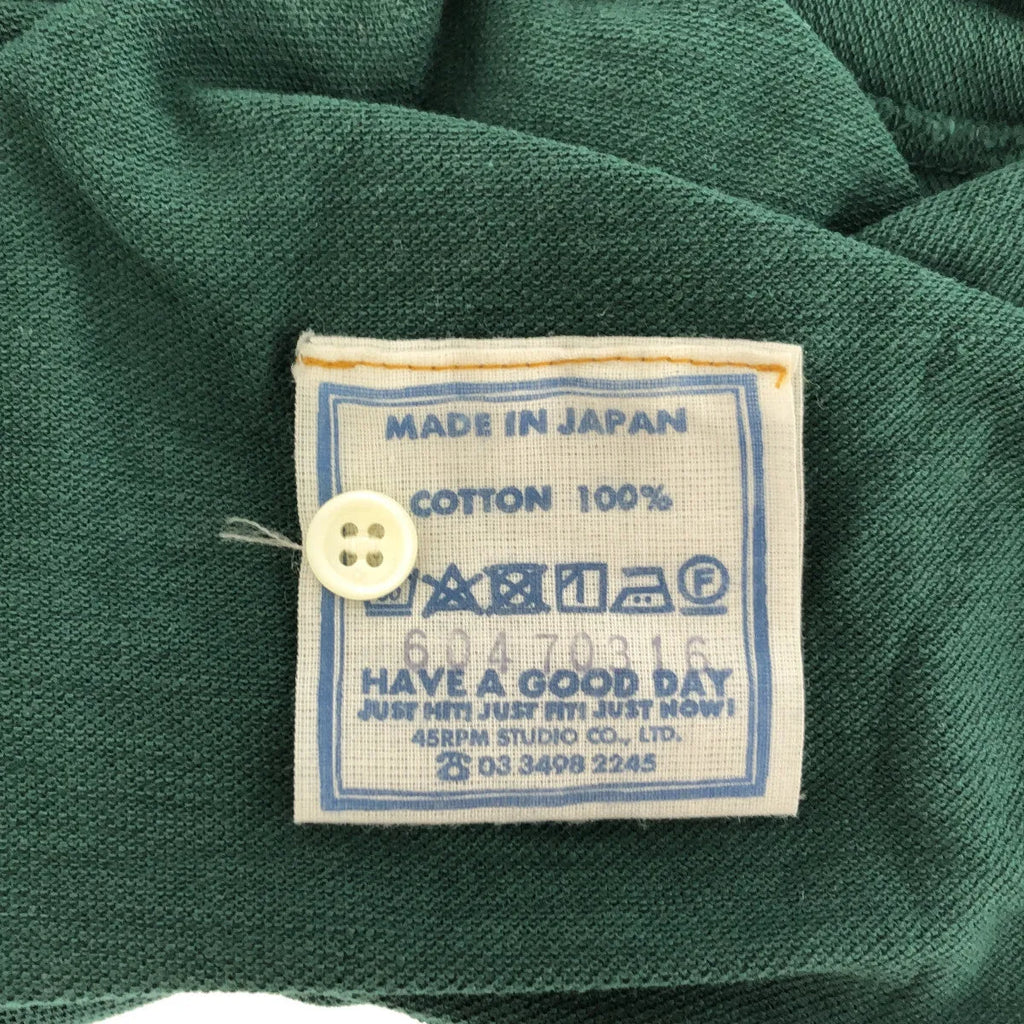 MADE IN JAPAN
COTTON 100%
F
60470316
HAVE A GOOD DAY
JUST HIT! JUST FIT! JUST NOW!
45RPM STUDIO CO., LTD.
☎ 03 3498 2245